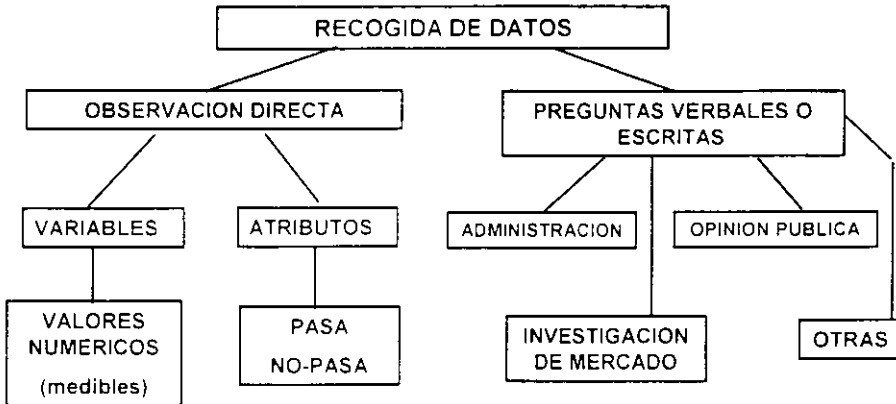 RECOGIDA DE DATOS
OBSERVACION DIRECTA
PREGUNTAS VERBALES O
ESCRITAS
VARIABLES
ATRIBUTOS
ADMINISTRACION
OPINION PUBLICA
VALORES
NUMERICOS
(medibles)
PASA
NO-PASA
INVESTIGACION
DE MERCADO
OTRAS